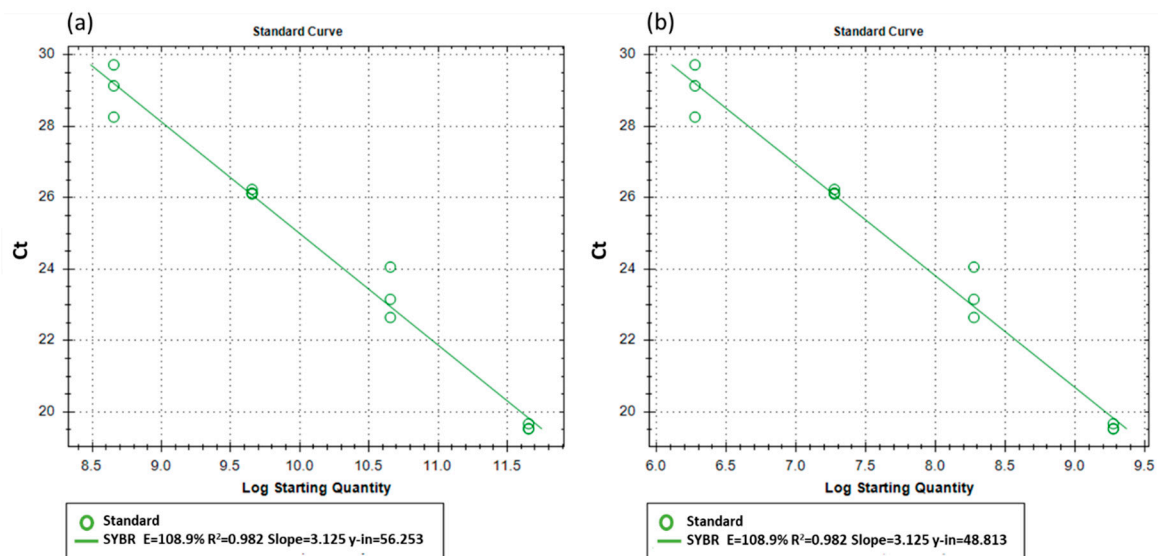 (a)
Standard Curve
30
28
26
24
22
20
Ct
8.5 9.0 9.5 10.0 10.5 11.0 11.5
Log Starting Quantity
Standard
SYBR E=108.9% R²=0.982 Slope=3.125 y-in=56.253
(b)
Standard Curve
30
28
26
24
22
20
Ct
6.0 6.5 7.0 7.5 8.0 8.5 9.0 9.5
Log Starting Quantity
Standard
SYBR E=108.9% R²=0.982 Slope=3.125 y-in=48.813